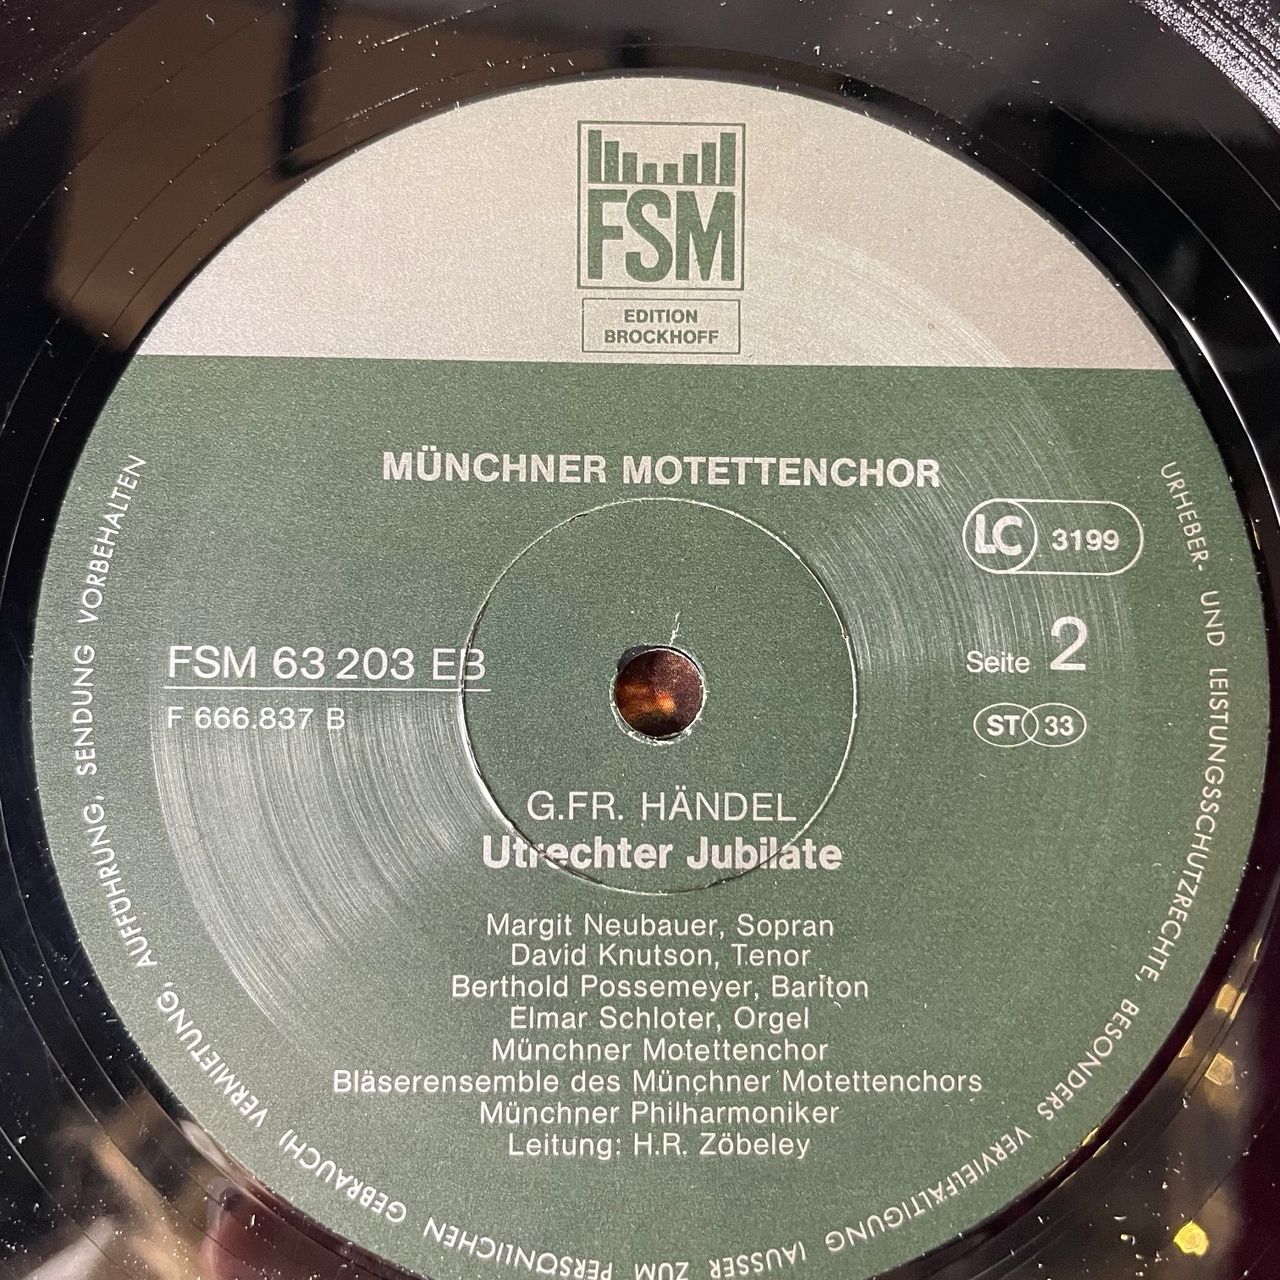 FSM
EDITION
BROCKHOFF
MÜNCHNER MOTETTENCHOR
LC 3199
FSM 63 203 EB
F 666.837 B
Seite 2
ST 33
G.FR. HÄNDEL
Utrechter Jubilate
Margit Neubauer, Sopran
David Knutson, Tenor
Berthold Possemeyer, Bariton
Elmar Schloter, Orgel
Münchner Motettenchor
Bläserensemble des Münchner Motettenchors
Münchner Philharmoniker
Leitung: H.R. Zöbeley
URHEBER- UND LEISTUNGSSCHUTZRECHTE, BESONDERS VERVIELFÄLTIGUNG (AUSSER ZUM PERSÖNLICHEN GEBRAUCH) VERMIETUNG, AUFFÜHRUNG, SENDUNG VORBEHALTEN